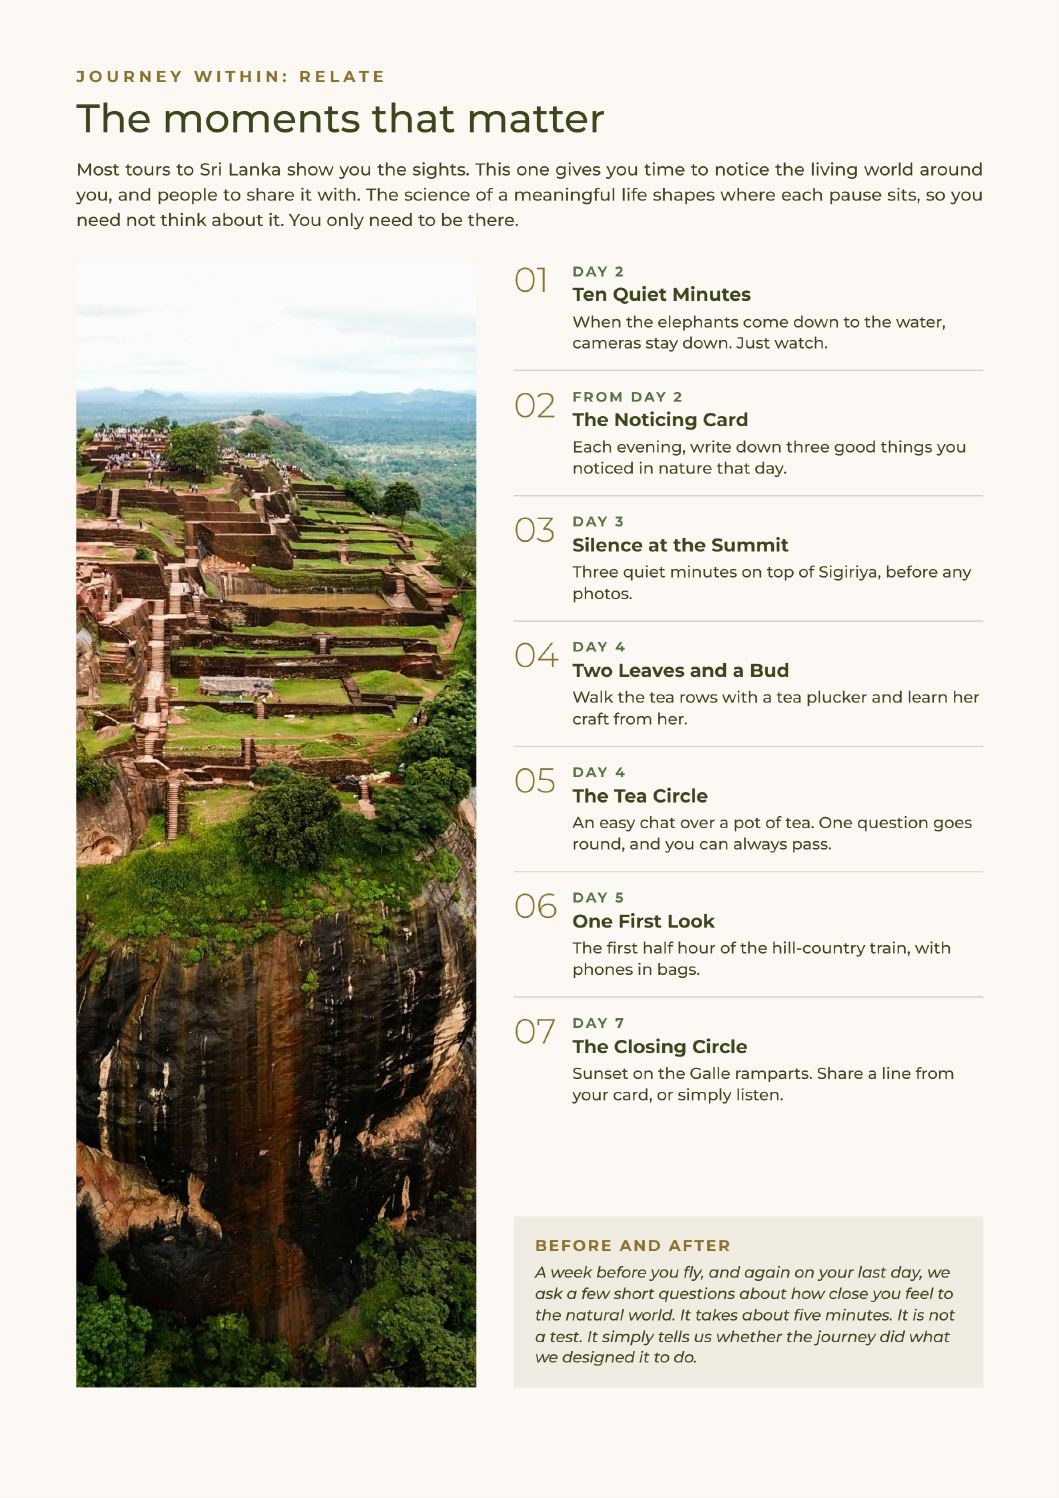 JOURNEY WITHIN: RELATE
The moments that matter
Most tours to Sri Lanka show you the sights. This one gives you time to notice the living world around
you, and people to share it with. The science of a meaningful life shapes where each pause sits, so you
need not think about it. You only need to be there.
01
DAY 2
Ten Quiet Minutes
When the elephants come down to the water,
cameras stay down. Just watch.
02
FROM DAY 2
The Noticing Card
Each evening, write down three good things you
noticed in nature that day.
03
DAY 3
Silence at the Summit
Three quiet minutes on top of Sigiriya, before any
photos.
04
DAY 4
Two Leaves and a Bud
Walk the tea rows with a tea plucker and learn her
craft from her.
05
DAY 4
The Tea Circle
An easy chat over a pot of tea. One question goes
round, and you can always pass.
06
DAY 5
One First Look
The first half hour of the hill-country train, with
phones in bags.
07
DAY 7
The Closing Circle
Sunset on the Galle ramparts. Share a line from
your card, or simply listen.
BEFORE AND AFTER
A week before you fly, and again on your last day, we
ask a few short questions about how close you feel to
the natural world. It takes about five minutes. It is not
a test. It simply tells us whether the journey did what
we designed it to do.